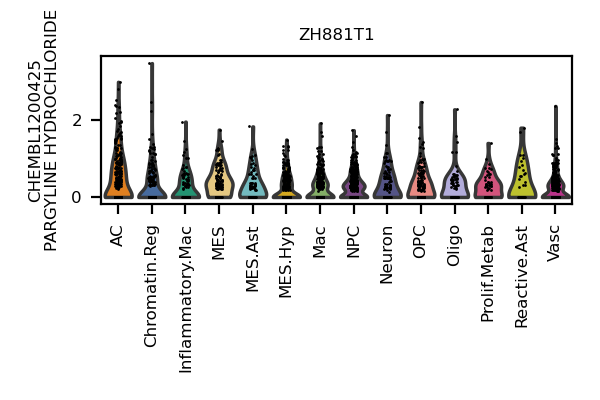 ZH881T1
CHEMBL1200425
PARGYLINE HYDROCHLORIDE
2
0
AC
Chromatin.Reg
Inflammatory.Mac
MES
MES.Ast
MES.Hyp
Mac
NPC
Neuron
OPC
Oligo
Prolif.Metab
Reactive.Ast
Vasc